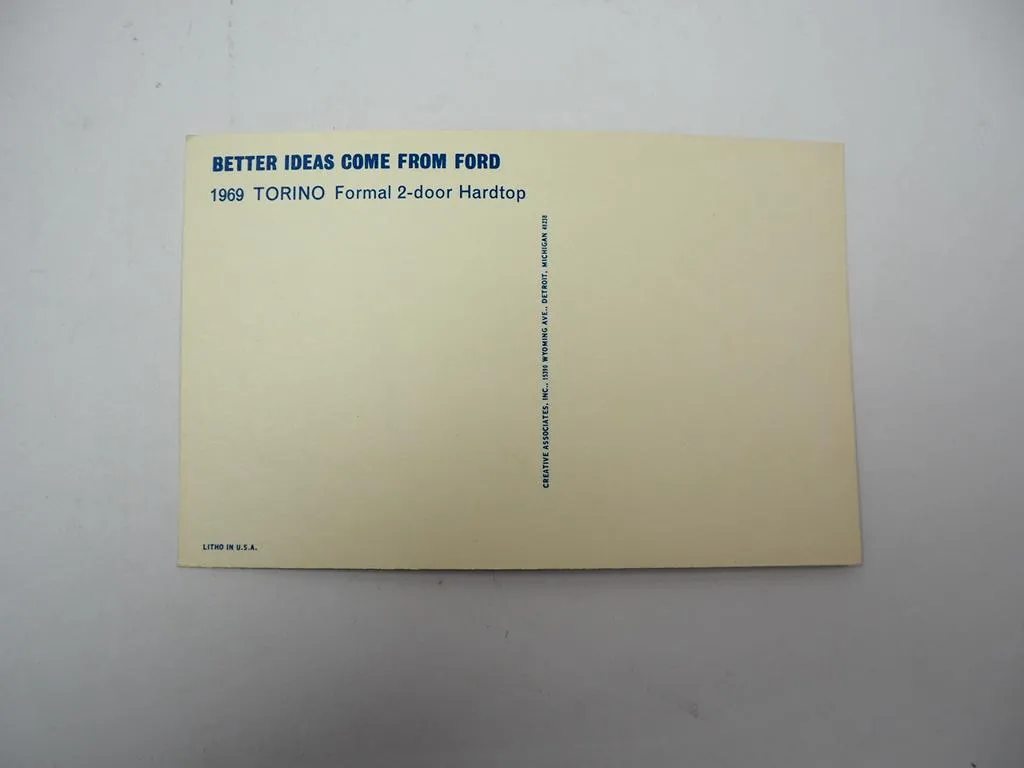 BETTER IDEAS COME FROM FORD
1969 TORINO Formal 2-door Hardtop
CREATIVE ASSOCIATES, INC., 15390 WYOMING AVE., DETROIT, MICHIGAN 48238
LITHO IN U.S.A.